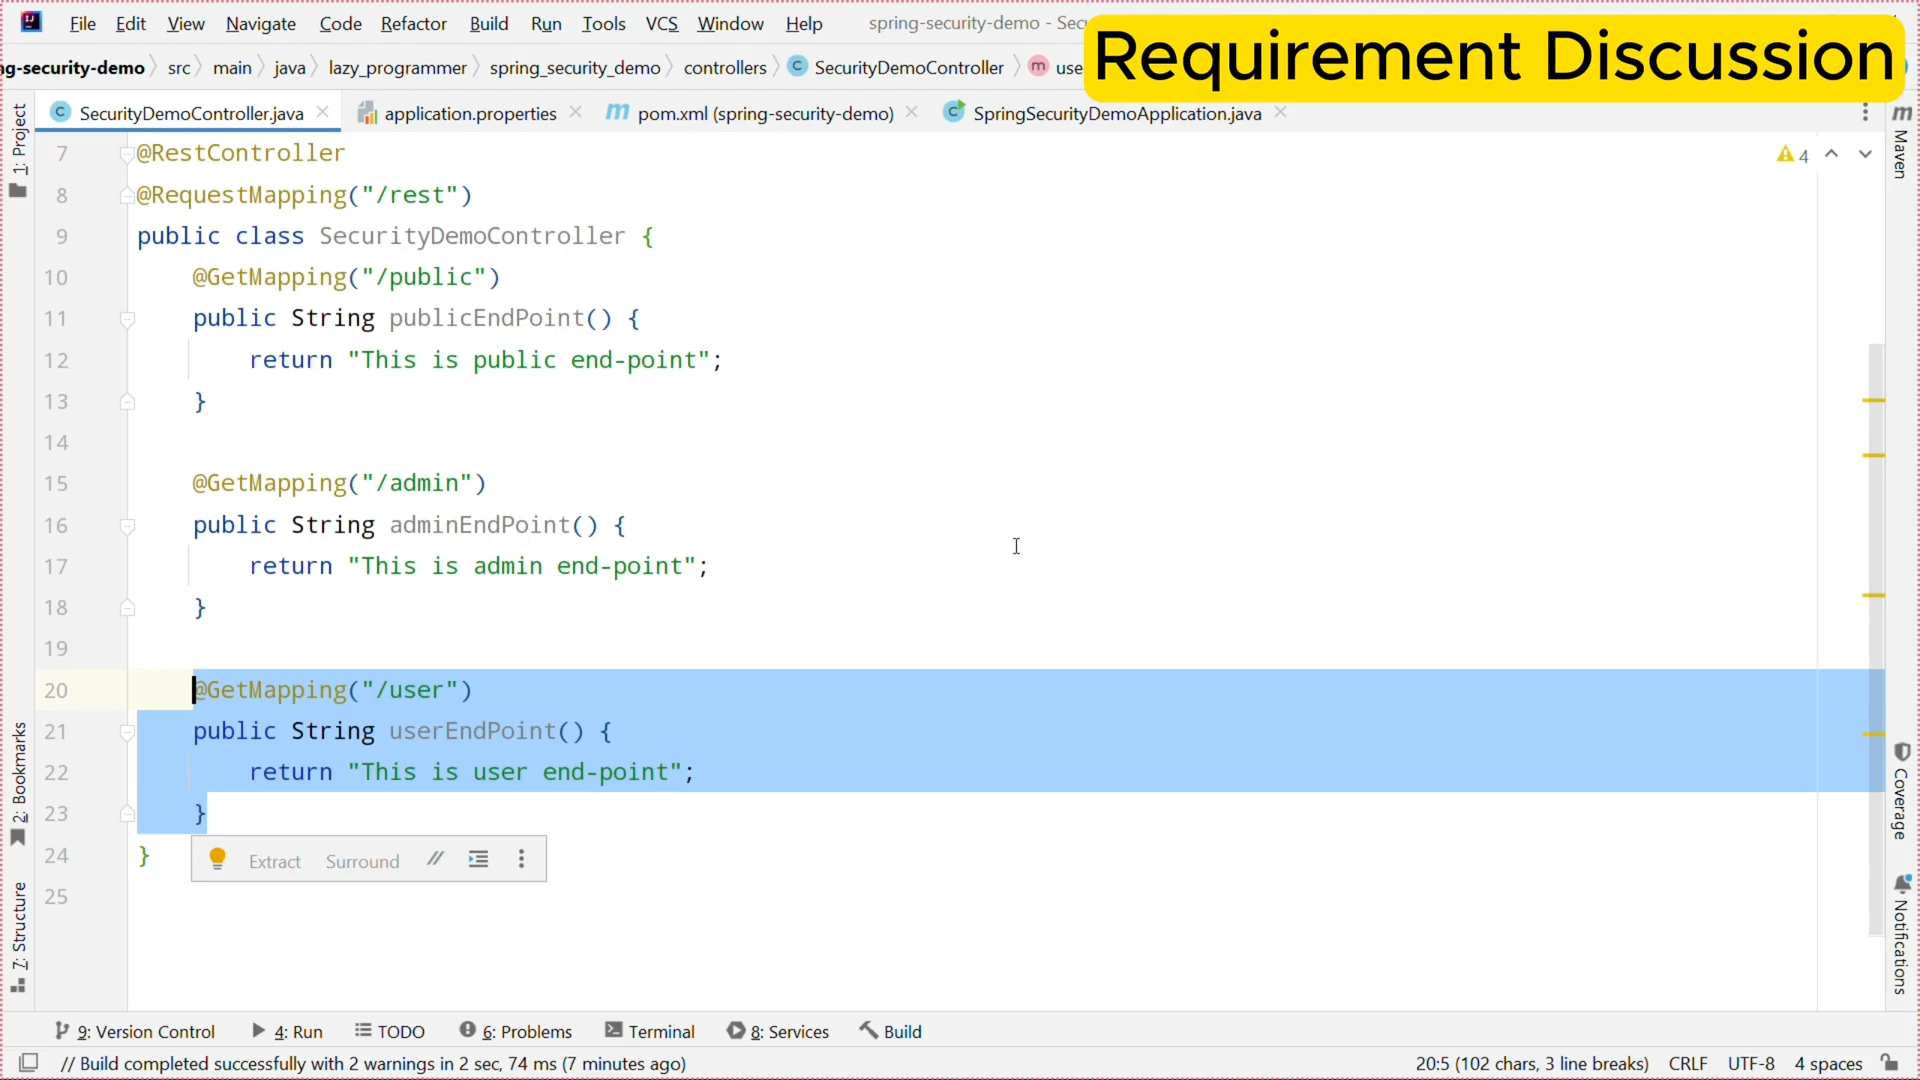 File Edit View Navigate Code Refactor Build Run Tools VCS Window Help spring-security-demo - Sec
Requirement Discussion
ng-security-demo src main java lazy_programmer spring_security_demo controllers SecurityDemoController use
SecurityDemoController.java application.properties pom.xml (spring-security-demo) SpringSecurityDemoApplication.java
1: Project
Maven
4
7 @RestController
8 @RequestMapping("/rest")
9 public class SecurityDemoController {
10 @GetMapping("/public")
11 public String publicEndPoint() {
12 return "This is public end-point";
13 }
14
15 @GetMapping("/admin")
16 public String adminEndPoint() {
17 return "This is admin end-point";
18 }
19
20 @GetMapping("/user")
21 public String userEndPoint() {
22 return "This is user end-point";
23 }
24 }
Extract Surround //
25
2: Bookmarks
7: Structure
Coverage
Notifications
9: Version Control 4: Run TODO 6: Problems Terminal 8: Services Build
// Build completed successfully with 2 warnings in 2 sec, 74 ms (7 minutes ago) 20:5 (102 chars, 3 line breaks) CRLF UTF-8 4 spaces